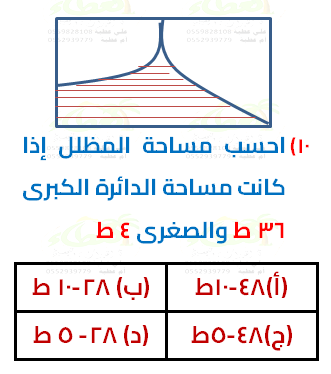 ١٠) احسب مساحة المظلل إذا
كانت مساحة الدائرة الكبرى
٣٦ ط والصغرى ٤ ط
(أ)٤٨-١٠ط
(ب) ٢٨-١٠ ط
(ج)٤٨-٥ط
(د) ٢٨- ٥ ط